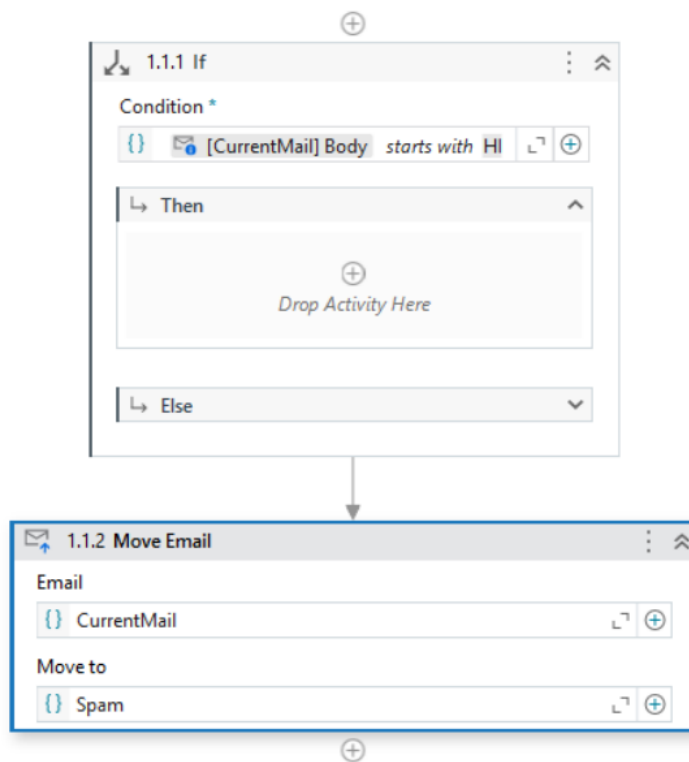 1.1.1 If
Condition *
{} [CurrentMail] Body starts with HI
Then
Drop Activity Here
Else
1.1.2 Move Email
Email
{} CurrentMail
Move to
{} Spam